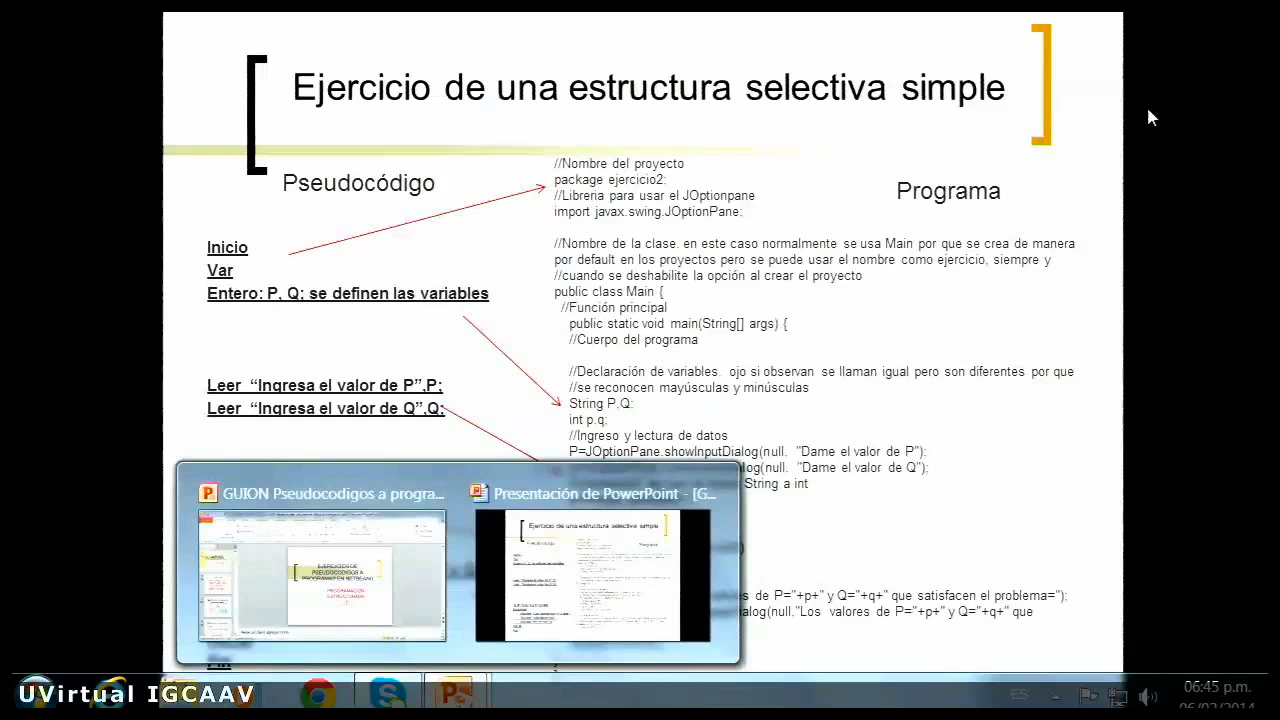 Ejercicio de una estructura selectiva simple
Pseudocódigo
Inicio
Var
Entero: P, Q; se definen las variables
Leer “Ingresa el valor de P”,P;
Leer “Ingresa el valor de Q”,Q;
Programa
//Nombre del proyecto
package ejercicio2;
//Libreria para usar el JOptionpane
import javax.swing.JOptionPane;
//Nombre de la clase. en este caso normalmente se usa Main por que se crea de manera
por default en los proyectos pero se puede usar el nombre como ejercicio, siempre y
//cuando se deshabilite la opción al crear el proyecto
public class Main {
//Función principal
public static void main(String[] args) {
//Cuerpo del programa
//Declaración de variables. ojo si observan se llaman igual pero son diferentes por que
//se reconocen mayúsculas y minúsculas
String P,Q;
int p,q;
//Ingreso y lectura de datos
P=JOptionPane.showInputDialog(null, "Dame el valor de P");
log(null, "Dame el valor de Q");
String a int
s de P="+p+" y Q="+q+" que satisfacen el problema=");
alog(null,"Los valores de P="+p+" y Q="+q+" que
GUION Pseudocodigos a progra...
Presentación de PowerPoint - [G...
Fin
UVirtual IGCAAV
ES
06:45 p.m.
06/02/2014